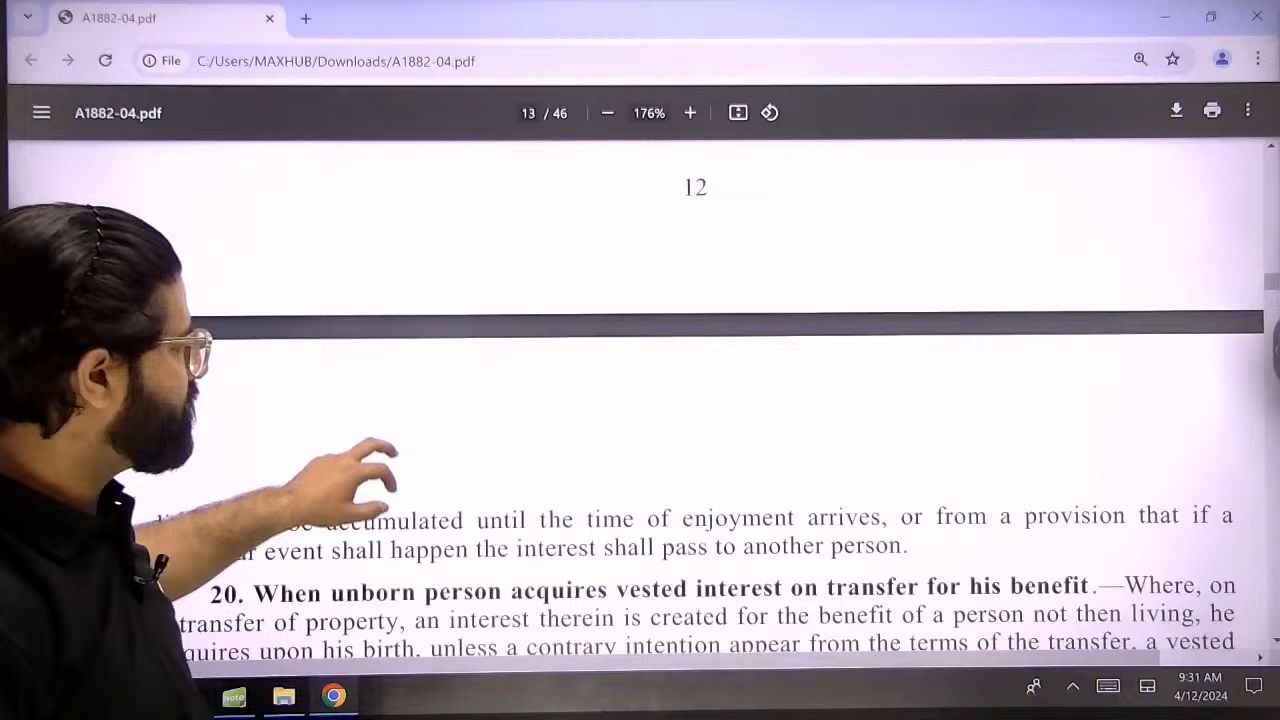 A1882-04.pdf
File C:/Users/MAXHUB/Downloads/A1882-04.pdf
A1882-04.pdf 13 / 46 176%
12
accumulated until the time of enjoyment arrives, or from a provision that if a
event shall happen the interest shall pass to another person.
20. When unborn person acquires vested interest on transfer for his benefit.—Where, on
transfer of property, an interest therein is created for the benefit of a person not then living, he
quires upon his birth, unless a contrary intention appear from the terms of the transfer, a vested
Note
9:31 AM
4/12/2024